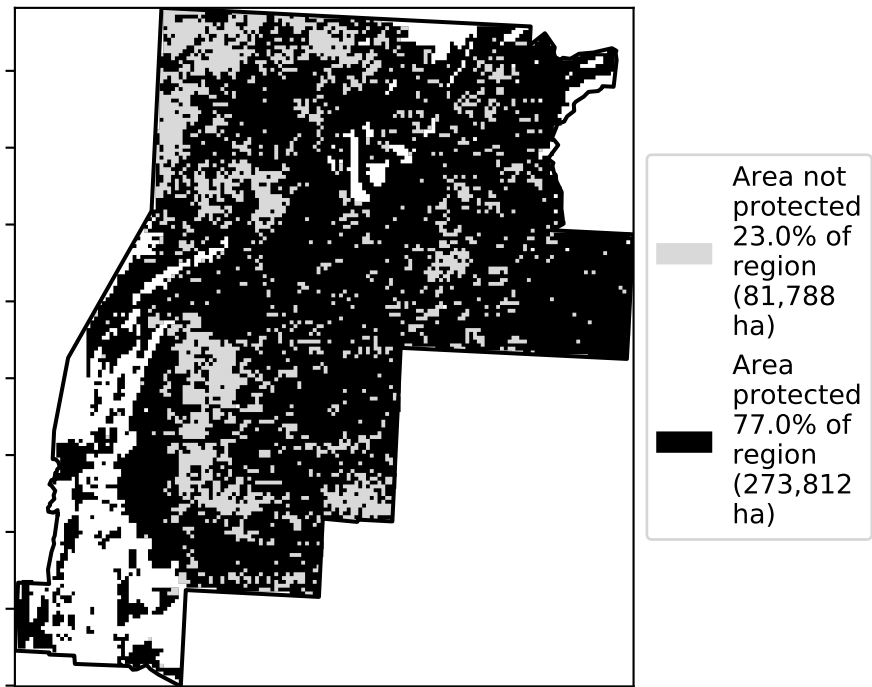 Area not
protected
23.0% of
region
(81,788
ha)
Area
protected
77.0% of
region
(273,812
ha)